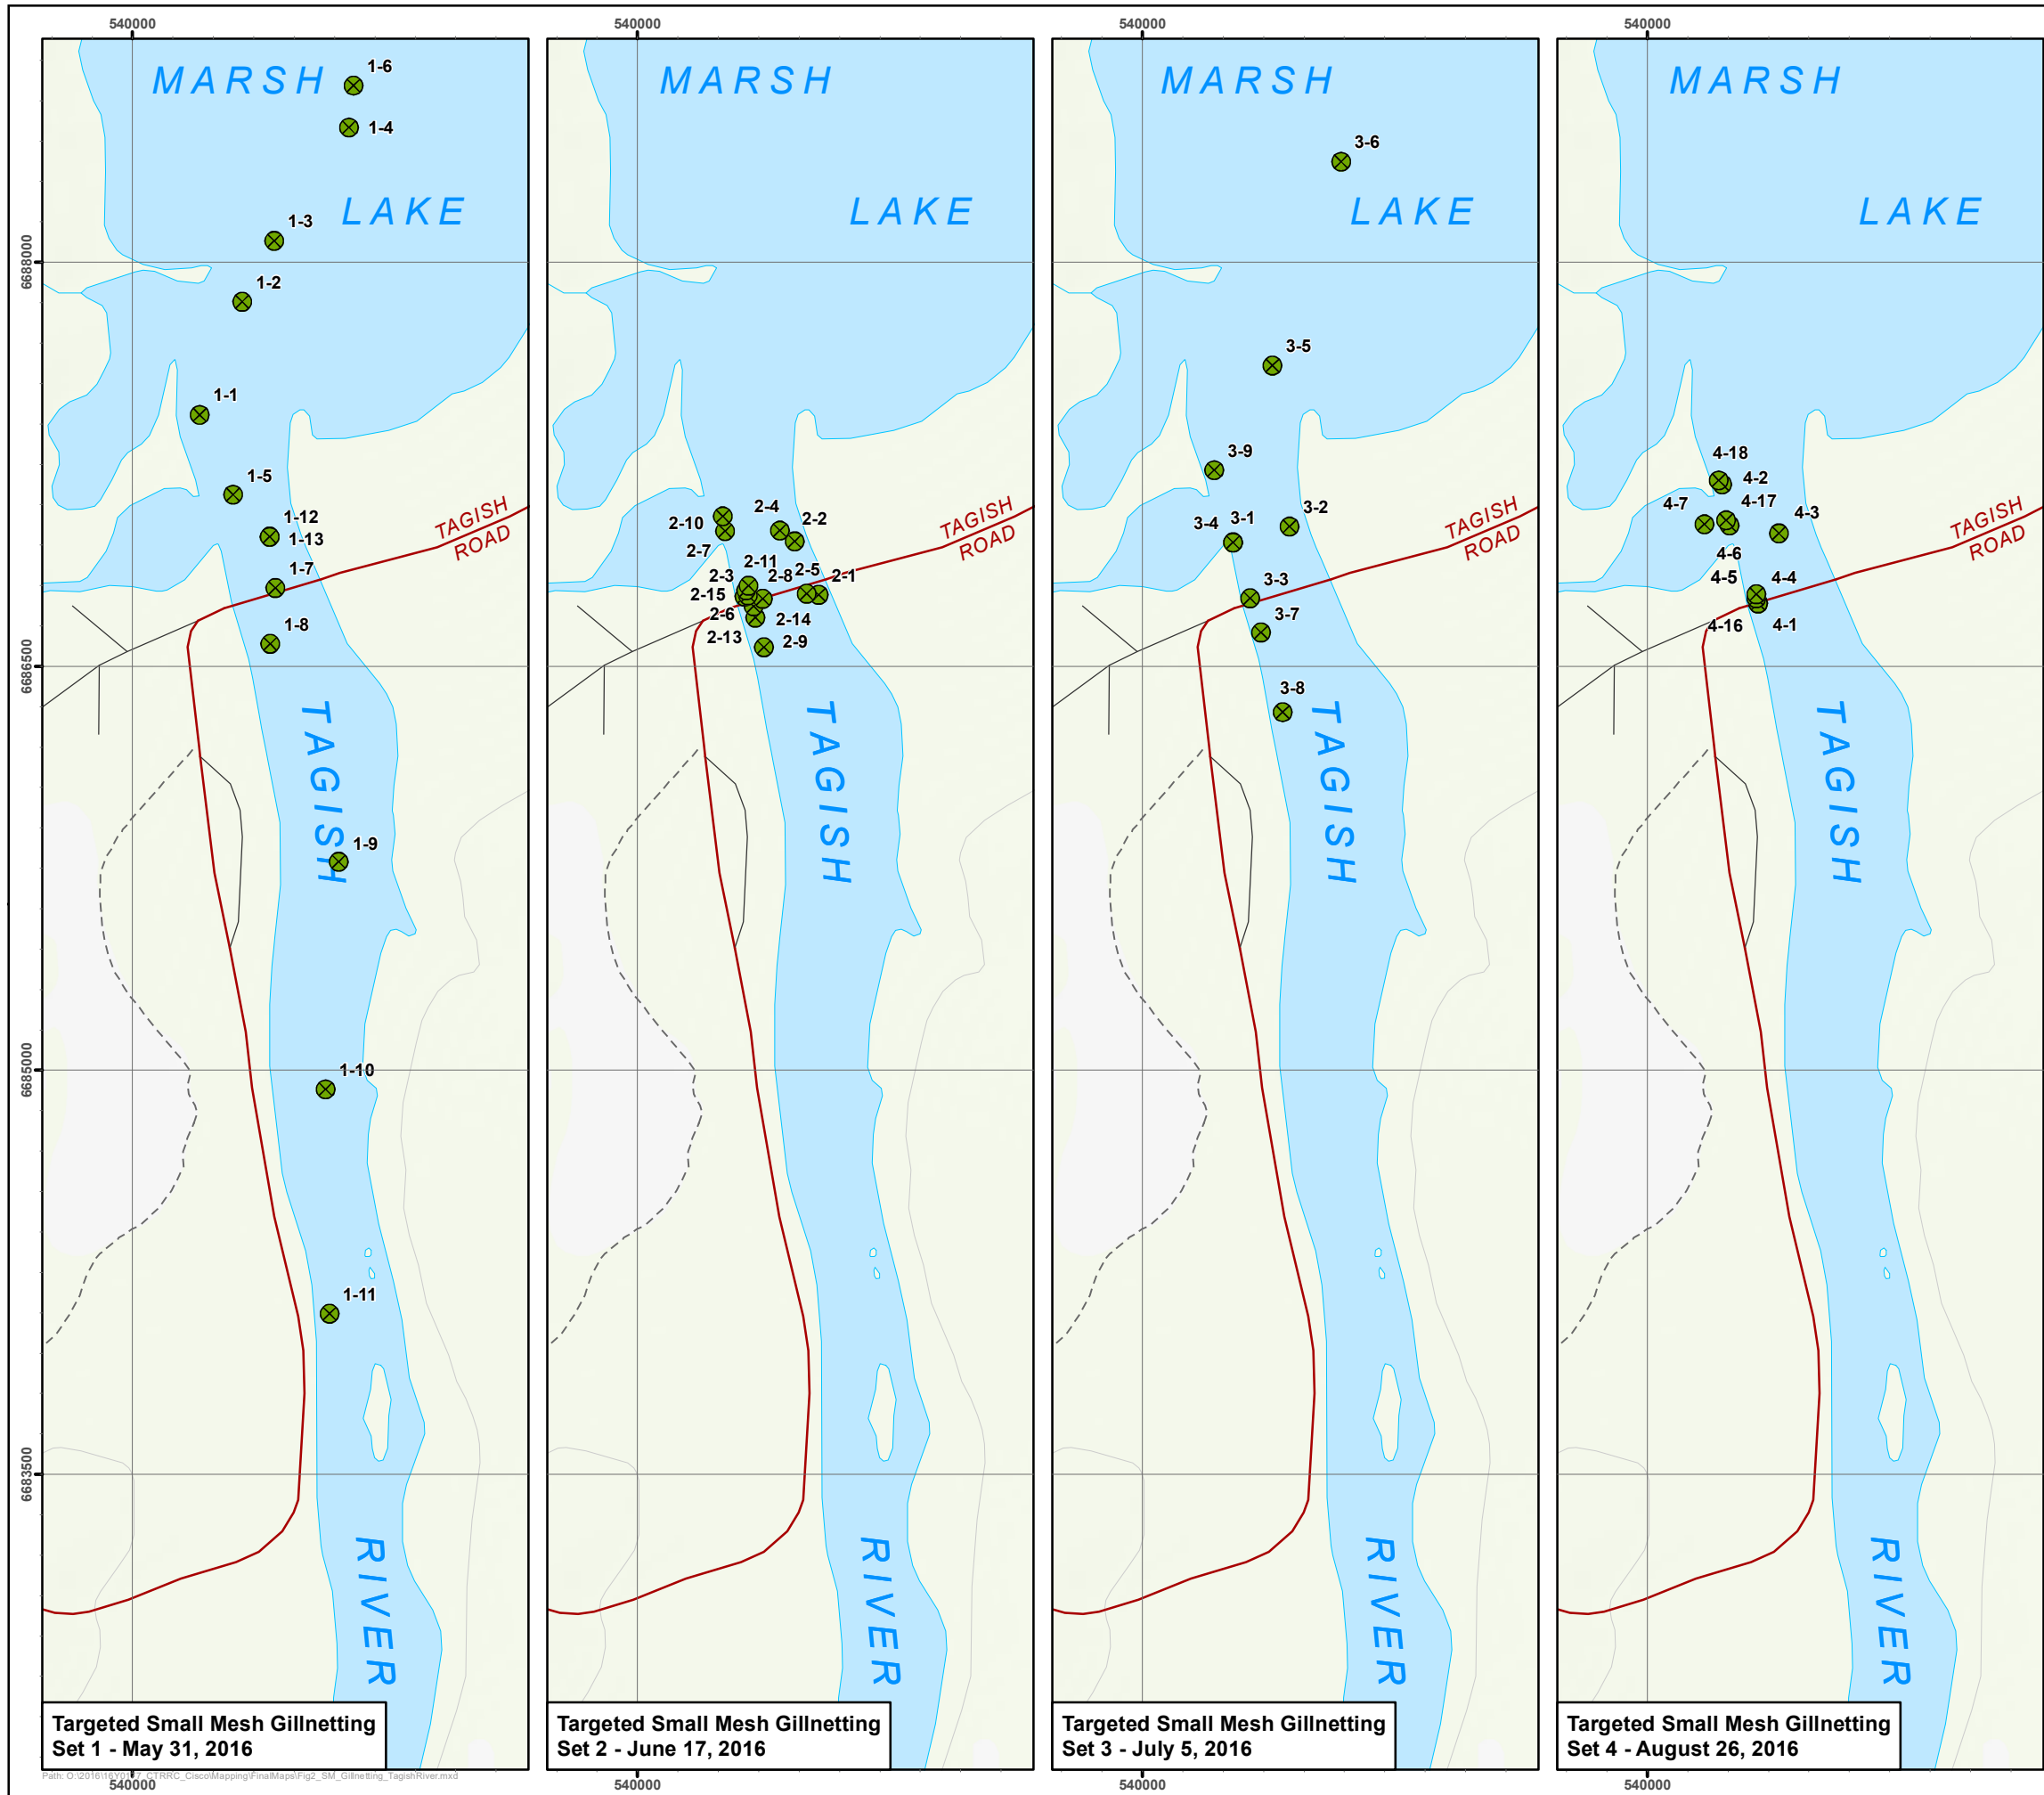 540000
540000
540000
540000
MARSH
LAKE
1-6
1-4
1-3
1-2
1-1
1-5
1-12
1-13
1-7
1-8
1-9
1-10
1-11
TAGISH
ROAD
TAGISH
RIVER
6688000
6686500
6685000
6683500
Targeted Small Mesh Gillnetting
Set 1 - May 31, 2016
MARSH
LAKE
2-4
2-2
2-10
2-7
2-11
2-3
2-8
2-5
2-1
2-15
2-6
2-14
2-13
2-9
TAGISH
ROAD
TAGISH
RIVER
Targeted Small Mesh Gillnetting
Set 2 - June 17, 2016
MARSH
LAKE
3-6
3-5
3-9
3-2
3-1
3-4
3-3
3-7
3-8
TAGISH
ROAD
TAGISH
RIVER
Targeted Small Mesh Gillnetting
Set 3 - July 5, 2016
MARSH
LAKE
4-18
4-2
4-17
4-7
4-3
4-6
4-5
4-4
4-16
4-1
TAGISH
ROAD
TAGISH
RIVER
Targeted Small Mesh Gillnetting
Set 4 - August 26, 2016
540000
540000
540000
540000